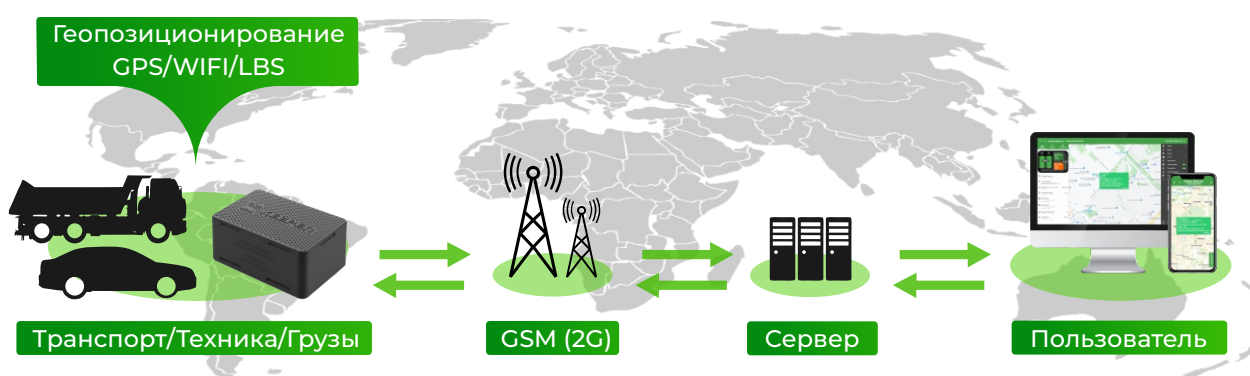 Геопозиционирование
GPS/WIFI/LBS
Транспорт/Техника/Грузы
GSM (2G)
Сервер
Пользователь